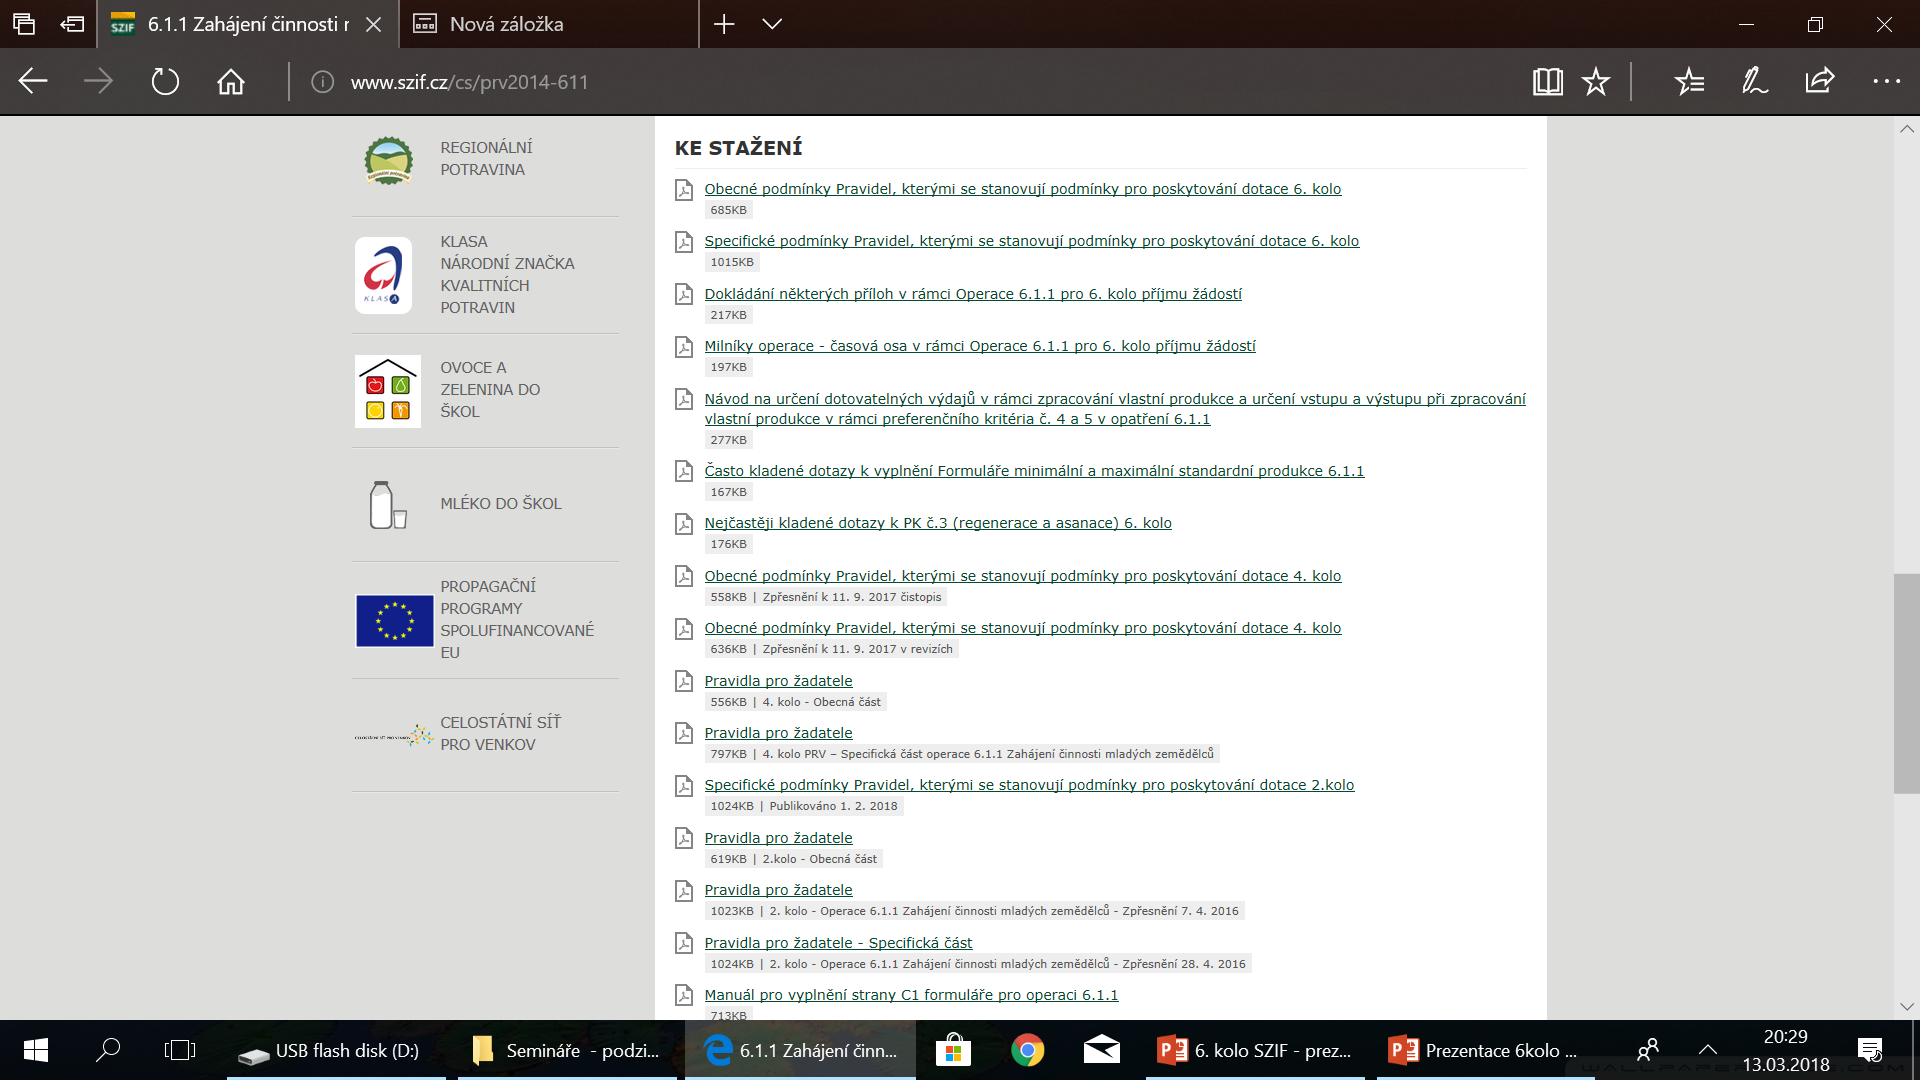 6.1.1 Zahájení činnosti r
Nová záložka
www.szif.cz/cs/prv2014-611
REGIONÁLNÍ
POTRAVINA
KLASA
NÁRODNÍ ZNAČKA
KVALITNÍCH
POTRAVIN
OVOCE A
ZELENINA DO
ŠKOL
MLÉKO DO ŠKOL
PROPAGAČNÍ
PROGRAMY
SPOLUFINANCOVANÉ
EU
CELOSTÁTNÍ SÍŤ
PRO VENKOV
KE STAŽENÍ
Obecné podmínky Pravidel, kterými se stanovují podmínky pro poskytování dotace 6. kolo
685KB
Specifické podmínky Pravidel, kterými se stanovují podmínky pro poskytování dotace 6. kolo
1015KB
Dokládání některých příloh v rámci Operace 6.1.1 pro 6. kolo příjmu žádostí
217KB
Milníky operace - časová osa v rámci Operace 6.1.1 pro 6. kolo příjmu žádostí
197KB
Návod na určení dotovatelných výdajů v rámci zpracování vlastní produkce a určení vstupu a výstupu při zpracování
vlastní produkce v rámci preferenčního kritéria č. 4 a 5 v opatření 6.1.1
277KB
Často kladené dotazy k vyplnění Formuláře minimální a maximální standardní produkce 6.1.1
167KB
Nejčastěji kladené dotazy k PK č.3 (regenerace a asanace) 6. kolo
176KB
Obecné podmínky Pravidel, kterými se stanovují podmínky pro poskytování dotace 4. kolo
558KB | Zpřesnění k 11. 9. 2017 čistopis
Obecné podmínky Pravidel, kterými se stanovují podmínky pro poskytování dotace 4. kolo
636KB | Zpřesnění k 11. 9. 2017 v revizích
Pravidla pro žadatele
556KB | 4. kolo - Obecná část
Pravidla pro žadatele
797KB | 4. kolo PRV – Specifická část operace 6.1.1 Zahájení činnosti mladých zemědělců
Specifické podmínky Pravidel, kterými se stanovují podmínky pro poskytování dotace 2.kolo
1024KB | Publikováno 1. 2. 2018
Pravidla pro žadatele
619KB | 2.kolo - Obecná část
Pravidla pro žadatele
1023KB | 2. kolo - Operace 6.1.1 Zahájení činnosti mladých zemědělců - Zpřesnění 7. 4. 2016
Pravidla pro žadatele - Specifická část
1024KB | 2. kolo - Operace 6.1.1 Zahájení činnosti mladých zemědělců - Zpřesnění 28. 4. 2016
Manuál pro vyplnění strany C1 formuláře pro operaci 6.1.1
713KB
USB flash disk (D:)
Semináře - podzi...
6.1.1 Zahájení činn...
6. kolo SZIF - prez...
Prezentace 6kolo ...
20:29
13.03.2018